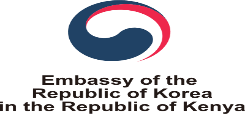 Embassy of the
Republic of Korea
in the Republic of Kenya